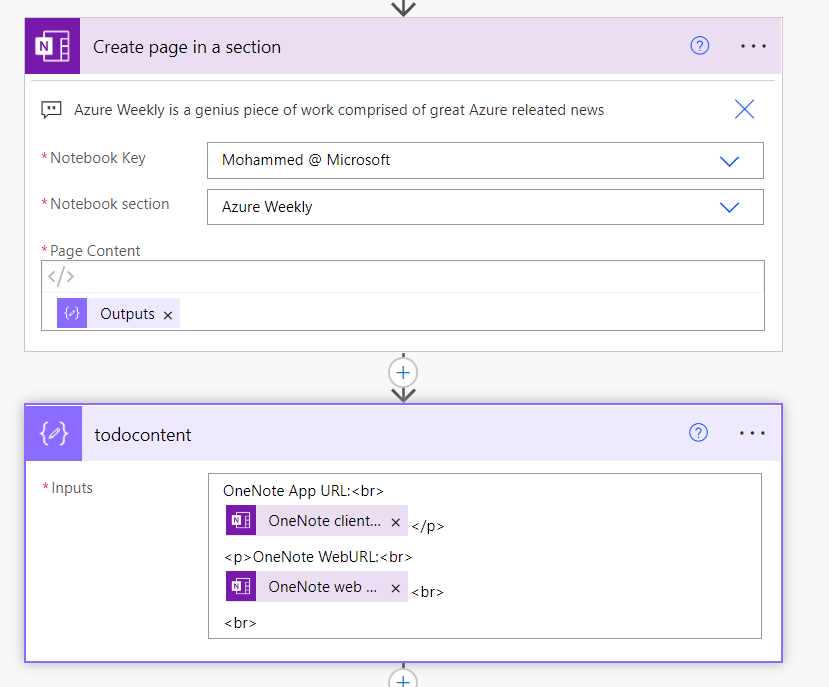 N
Create page in a section
?
...
Azure Weekly is a genius piece of work comprised of great Azure releated news
*Notebook Key
Mohammed @ Microsoft
*Notebook section
Azure Weekly
*Page Content
</>
Outputs ×
+
todocontent
?
...
*Inputs
OneNote App URL:<br>
N OneNote client... × </p>
<p>OneNote WebURL:<br>
N OneNote web ... × <br>
<br>
+